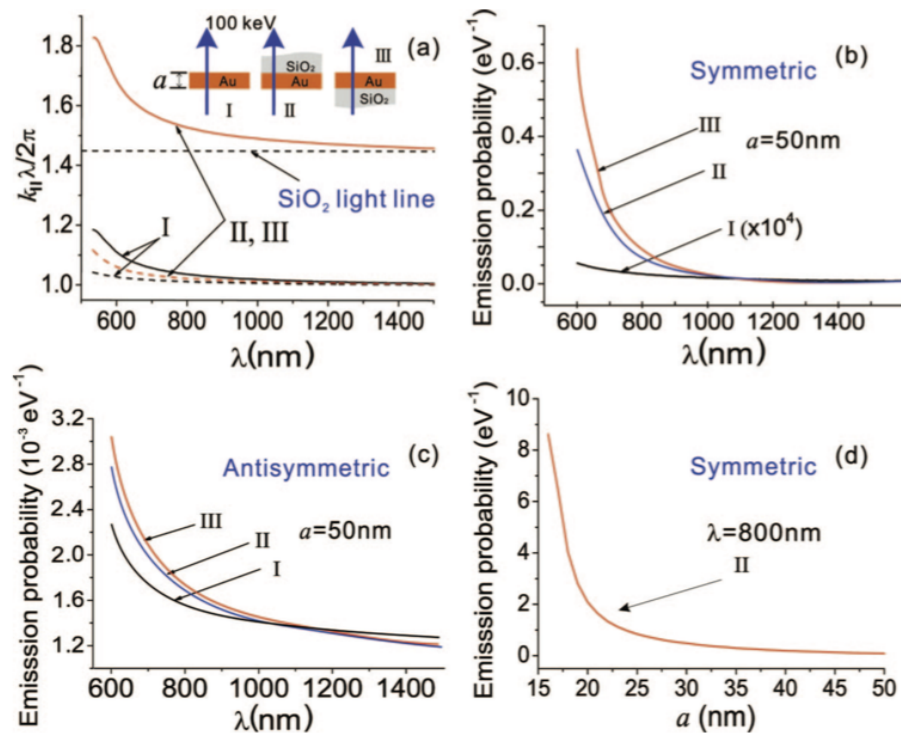 100 keV
(a)
III
SiO₂
a
Au
Au
Au
SiO₂
I
II
1.8
1.6
1.4
1.2
1.0
k||λ/2π
SiO₂ light line
I
II, III
600
800
1000
1200
1400
λ(nm)
(b)
Symmetric
III
a=50nm
II
I (x10⁴)
0.6
0.4
0.2
0.0
Emisssion probability (eV⁻¹)
600
800
1000
1200
1400
λ(nm)
(c)
Antisymmetric
III
a=50nm
II
I
3.2
2.8
2.4
2.0
1.6
1.2
Emisssion probability (10⁻³ eV⁻¹)
600
800
1000
1200
1400
λ(nm)
(d)
Symmetric
λ=800nm
II
10
8
6
4
2
0
Emisssion probability (eV⁻¹)
15
20
25
30
35
40
45
50
a (nm)